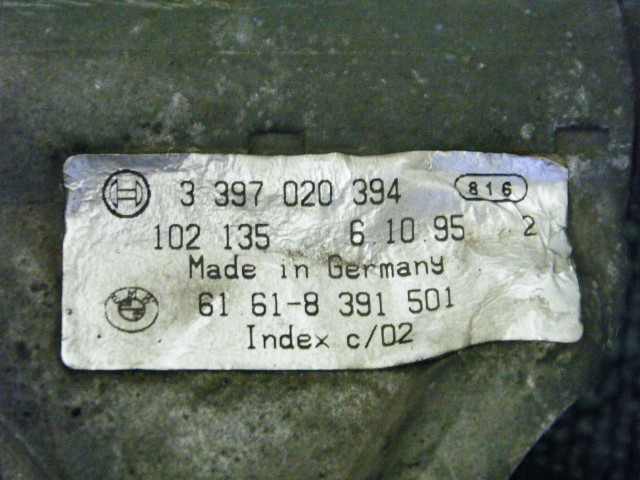 3 397 020 394 816
102 135 6 10 95 2
Made in Germany
61 61-8 391 501
Index c/02